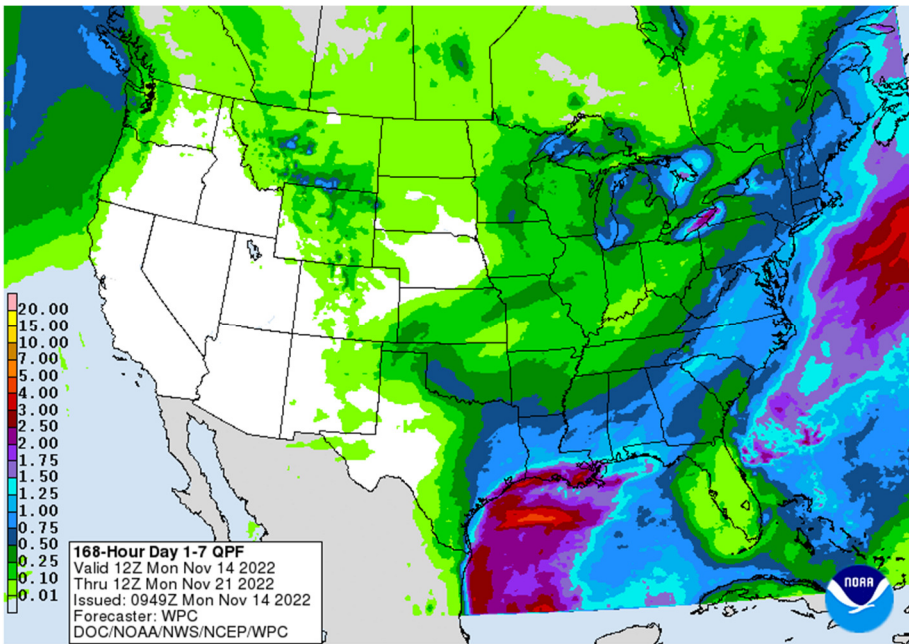 20.00
15.00
10.00
7.00
5.00
4.00
3.00
2.50
2.00
1.75
1.50
1.25
1.00
0.75
0.50
0.25
0.10
0.01
168-Hour Day 1-7 QPF
Valid 12Z Mon Nov 14 2022
Thru 12Z Mon Nov 21 2022
Issued: 0949Z Mon Nov 14 2022
Forecaster: WPC
DOC/NOAA/NWS/NCEP/WPC
NOAA